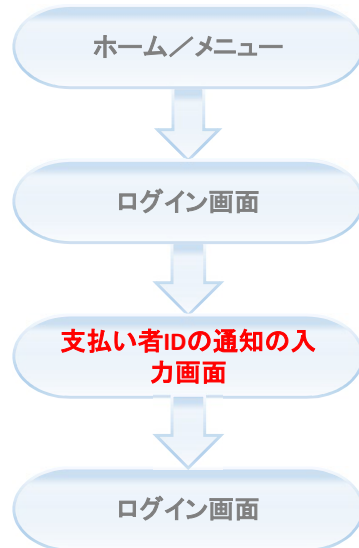 ホーム／メニュー
ログイン画面
支払い者IDの通知の入
力画面
ログイン画面